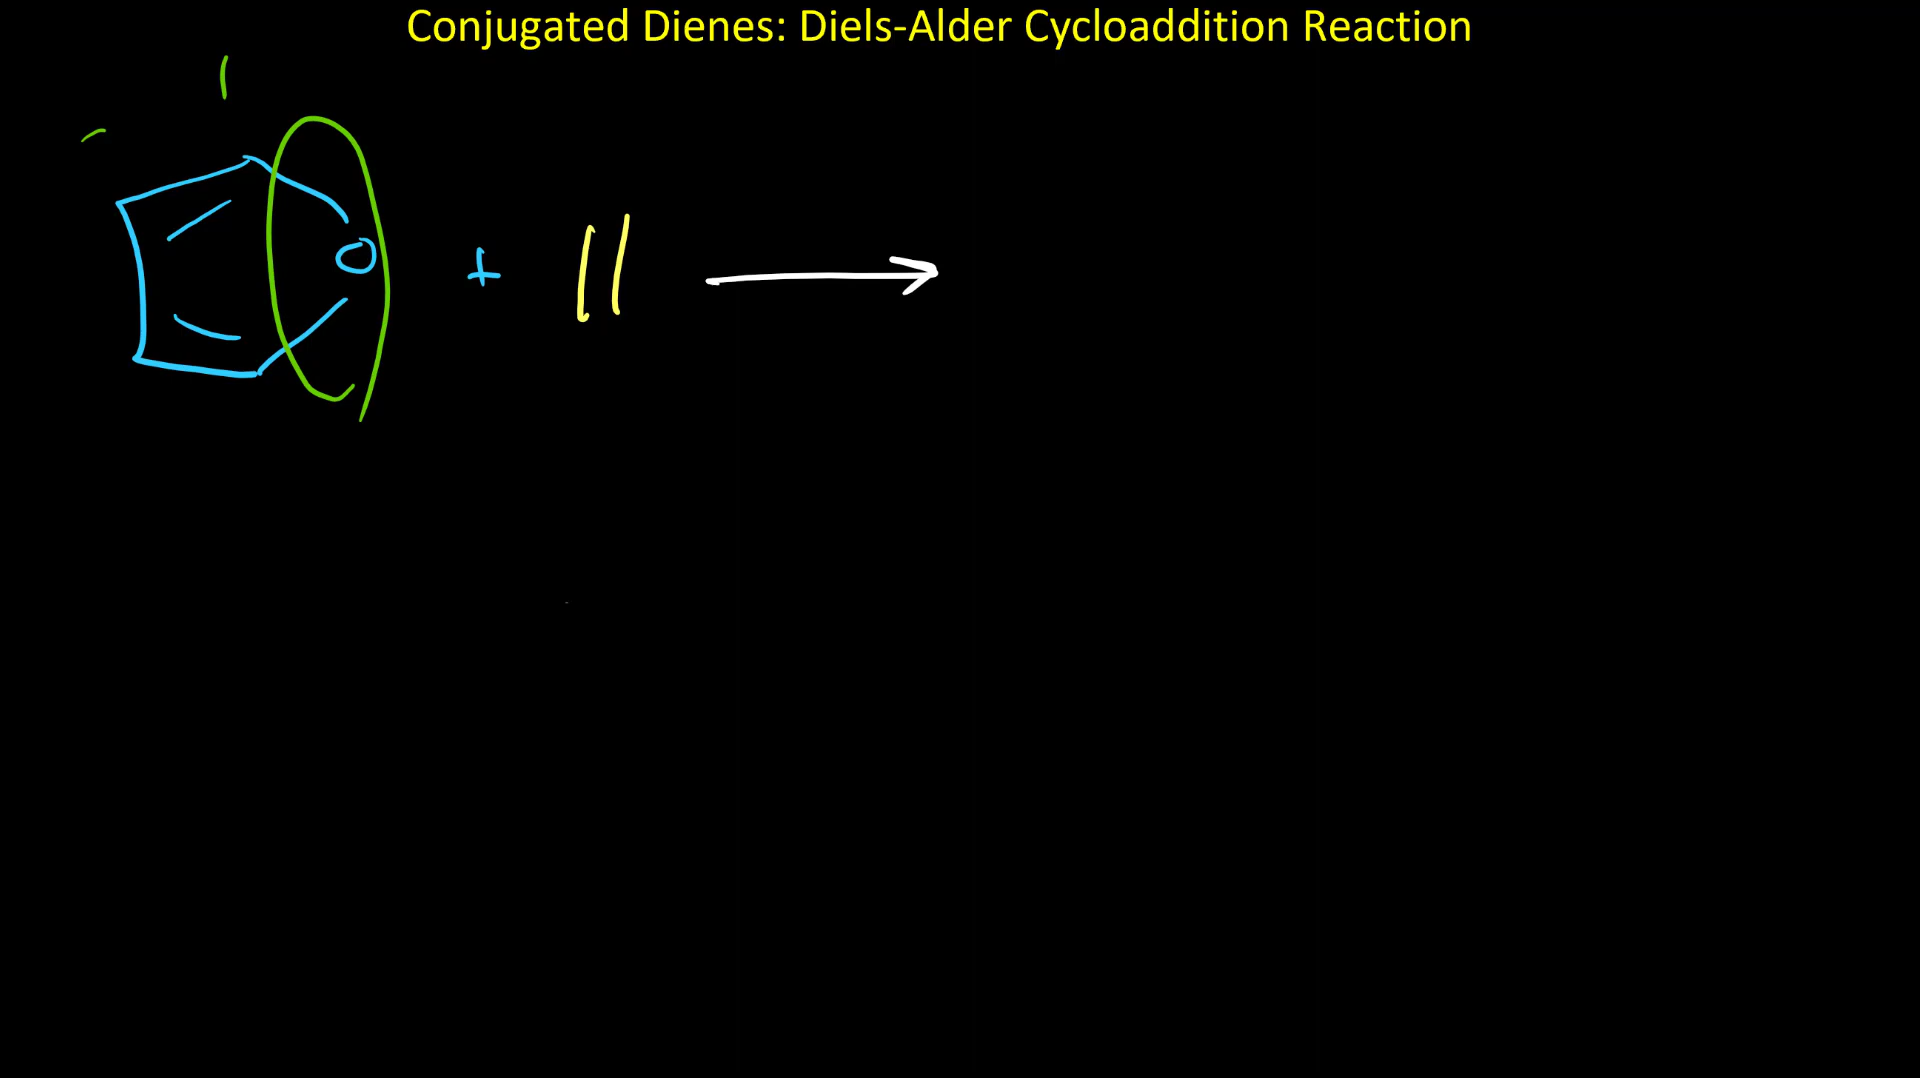 Conjugated Dienes: Diels-Alder Cycloaddition Reaction
O
+